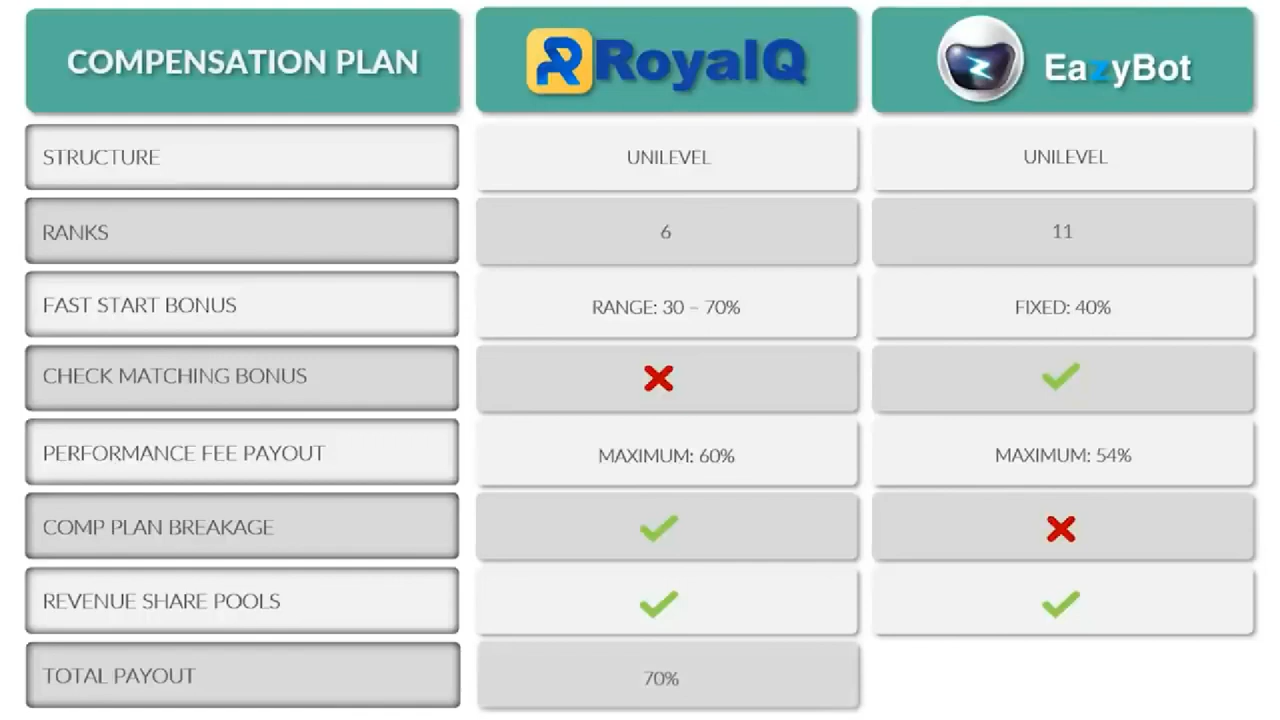 COMPENSATION PLAN RoyalQ EazyBot
STRUCTURE UNILEVEL UNILEVEL
RANKS 6 11
FAST START BONUS RANGE: 30 – 70% FIXED: 40%
CHECK MATCHING BONUS
PERFORMANCE FEE PAYOUT MAXIMUM: 60% MAXIMUM: 54%
COMP PLAN BREAKAGE
REVENUE SHARE POOLS
TOTAL PAYOUT 70%